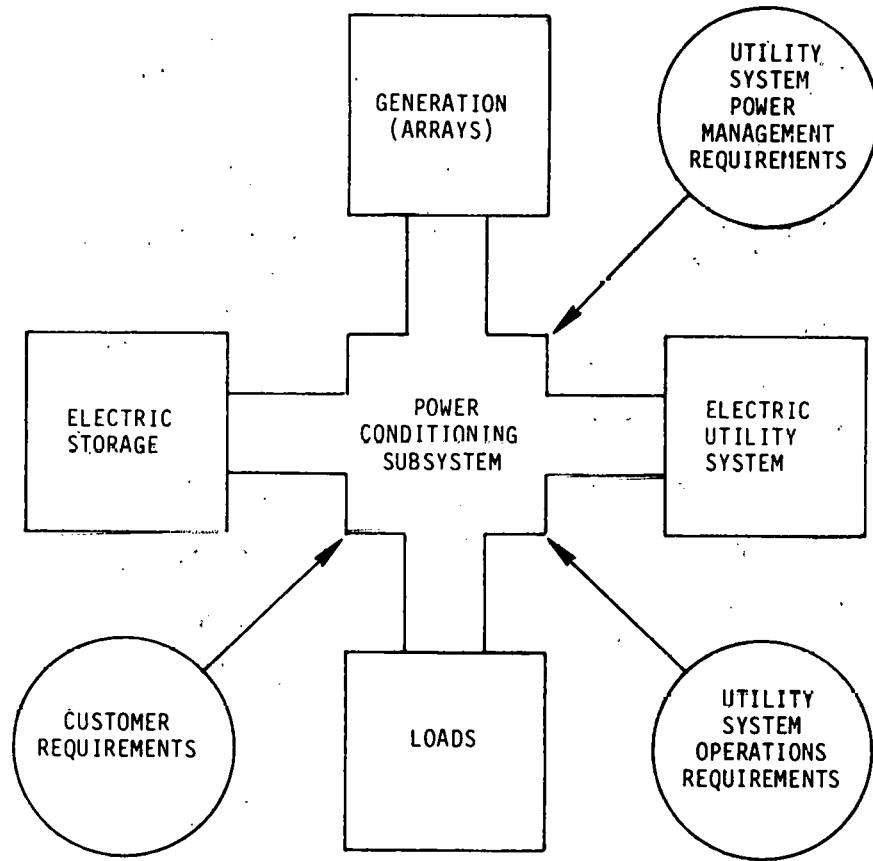 GENERATION
(ARRAYS)
UTILITY
SYSTEM
POWER
MANAGEMENT
REQUIREMENTS
ELECTRIC
STORAGE
POWER
CONDITIONING
SUBSYSTEM
ELECTRIC
UTILITY
SYSTEM
CUSTOMER
REQUIREMENTS
LOADS
UTILITY
SYSTEM
OPERATIONS
REQUIREMENTS